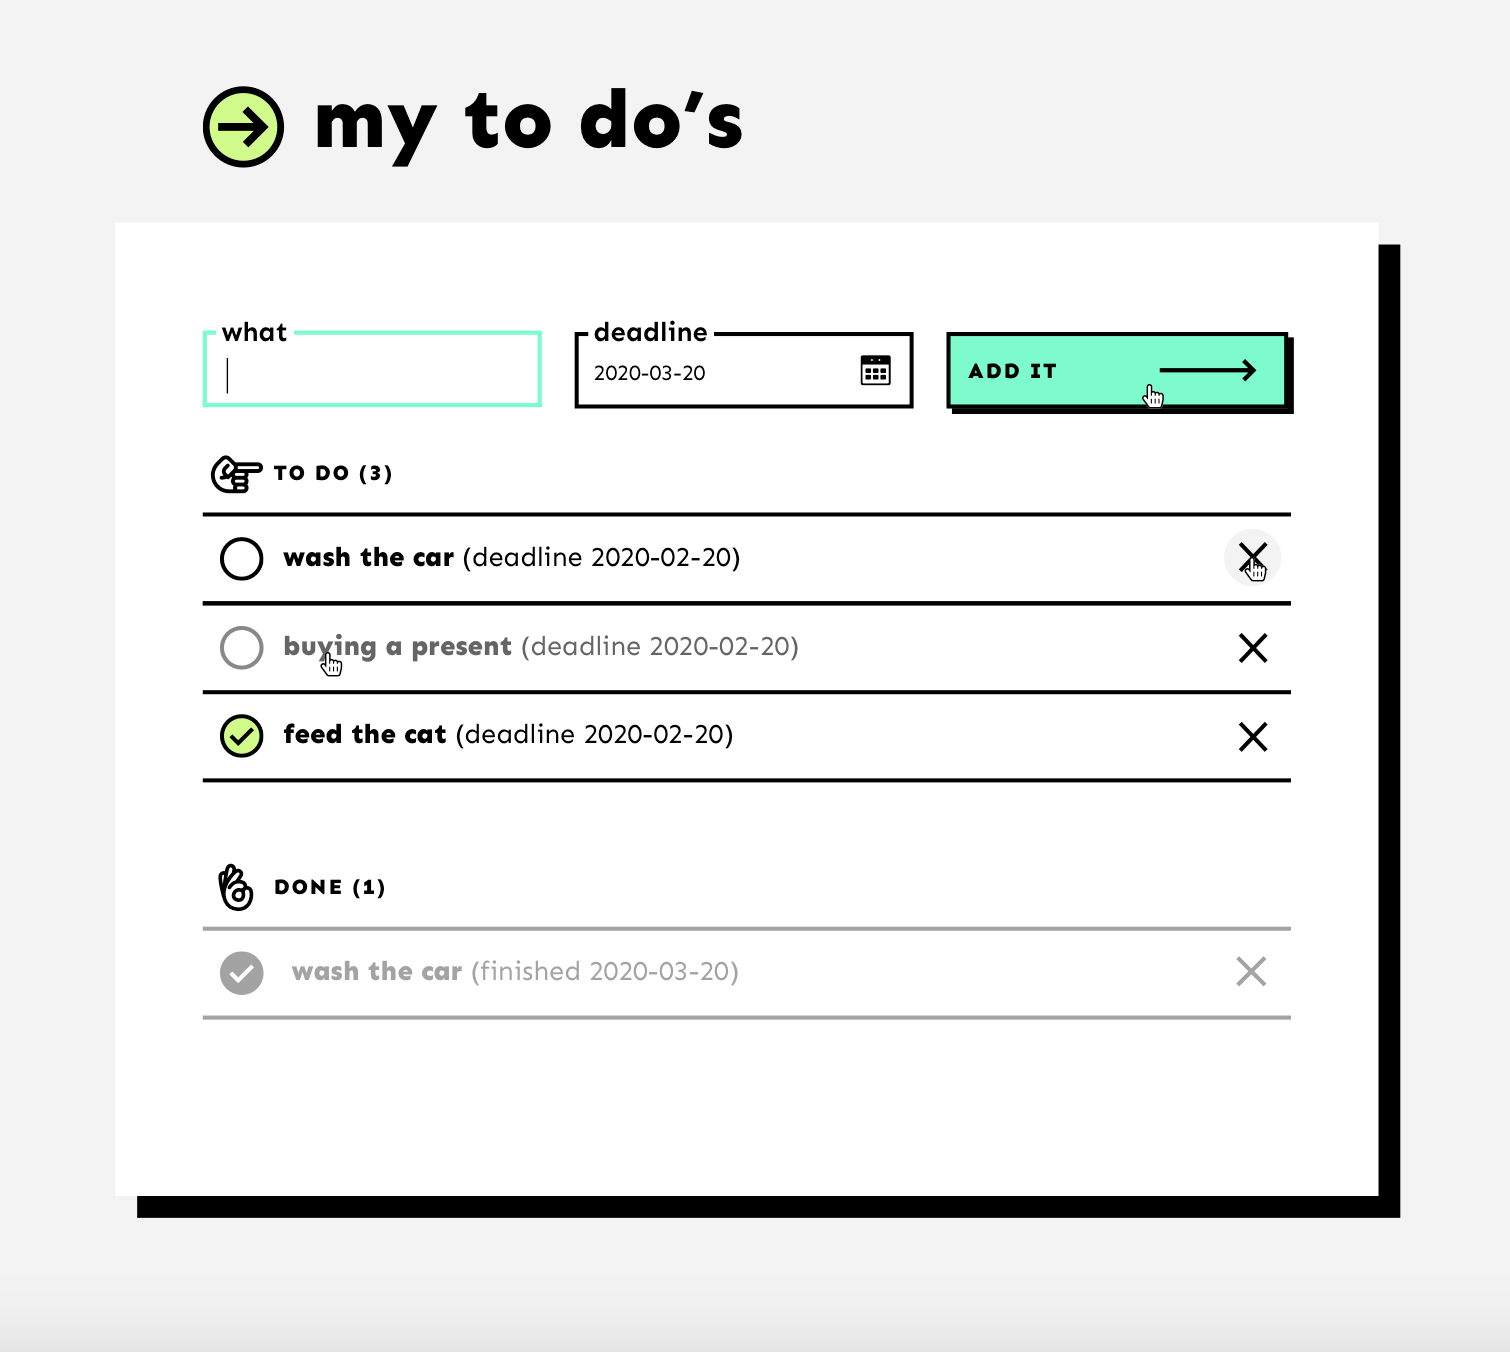 my to do’s
what
deadline
2020-03-20
ADD IT
TO DO (3)
wash the car (deadline 2020-02-20)
buying a present (deadline 2020-02-20)
feed the cat (deadline 2020-02-20)
DONE (1)
wash the car (finished 2020-03-20)